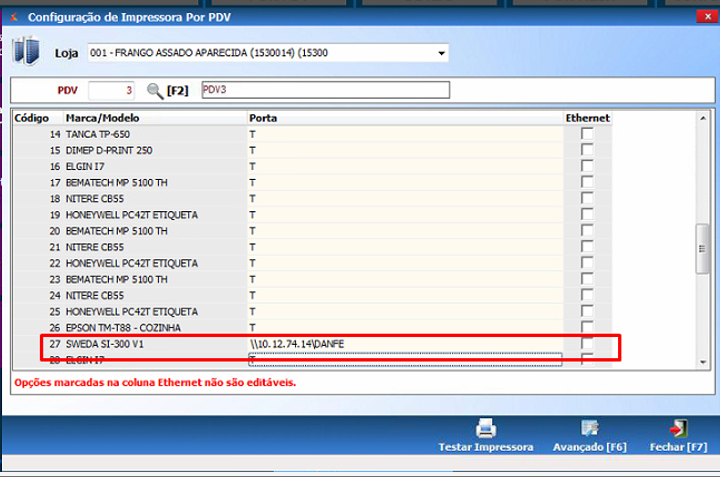 Configuração de Impressora Por PDV
Loja 001 - FRANGO ASSADO APARECIDA (1530014) (15300
PDV 3 [F2] PDV3
Código Marca/Modelo Porta Ethernet
14 TANCA TP-650 T
15 DIMEP D-PRINT 250 T
16 ELGIN I7 T
17 BEMATECH MP 5100 TH T
18 NITERE CB55 T
19 HONEYWELL PC42T ETIQUETA T
20 BEMATECH MP 5100 TH T
21 NITERE CB55 T
22 HONEYWELL PC42T ETIQUETA T
23 BEMATECH MP 5100 TH T
24 NITERE CB55 T
25 HONEYWELL PC42T ETIQUETA T
26 EPSON TM-T88 - COZINHA T
27 SWEDA SI-300 V1 \\10.12.74.14\DANFE
28 ELGIN I7 T
Opções marcadas na coluna Ethernet não são editáveis.
Testar Impressora Avançado [F6] Fechar [F7]